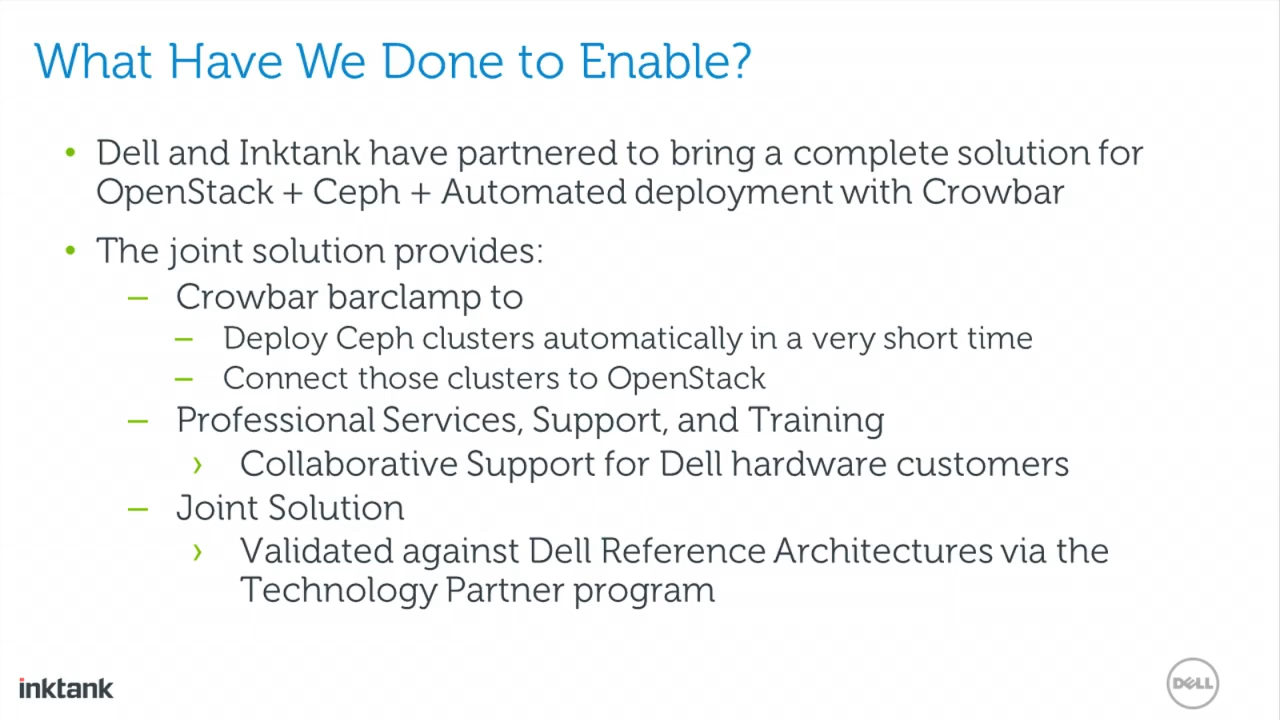 What Have We Done to Enable?
• Dell and Inktank have partnered to bring a complete solution for
OpenStack + Ceph + Automated deployment with Crowbar
• The joint solution provides:
– Crowbar barclamp to
– Deploy Ceph clusters automatically in a very short time
– Connect those clusters to OpenStack
– Professional Services, Support, and Training
› Collaborative Support for Dell hardware customers
– Joint Solution
› Validated against Dell Reference Architectures via the
Technology Partner program
inktank
DELL